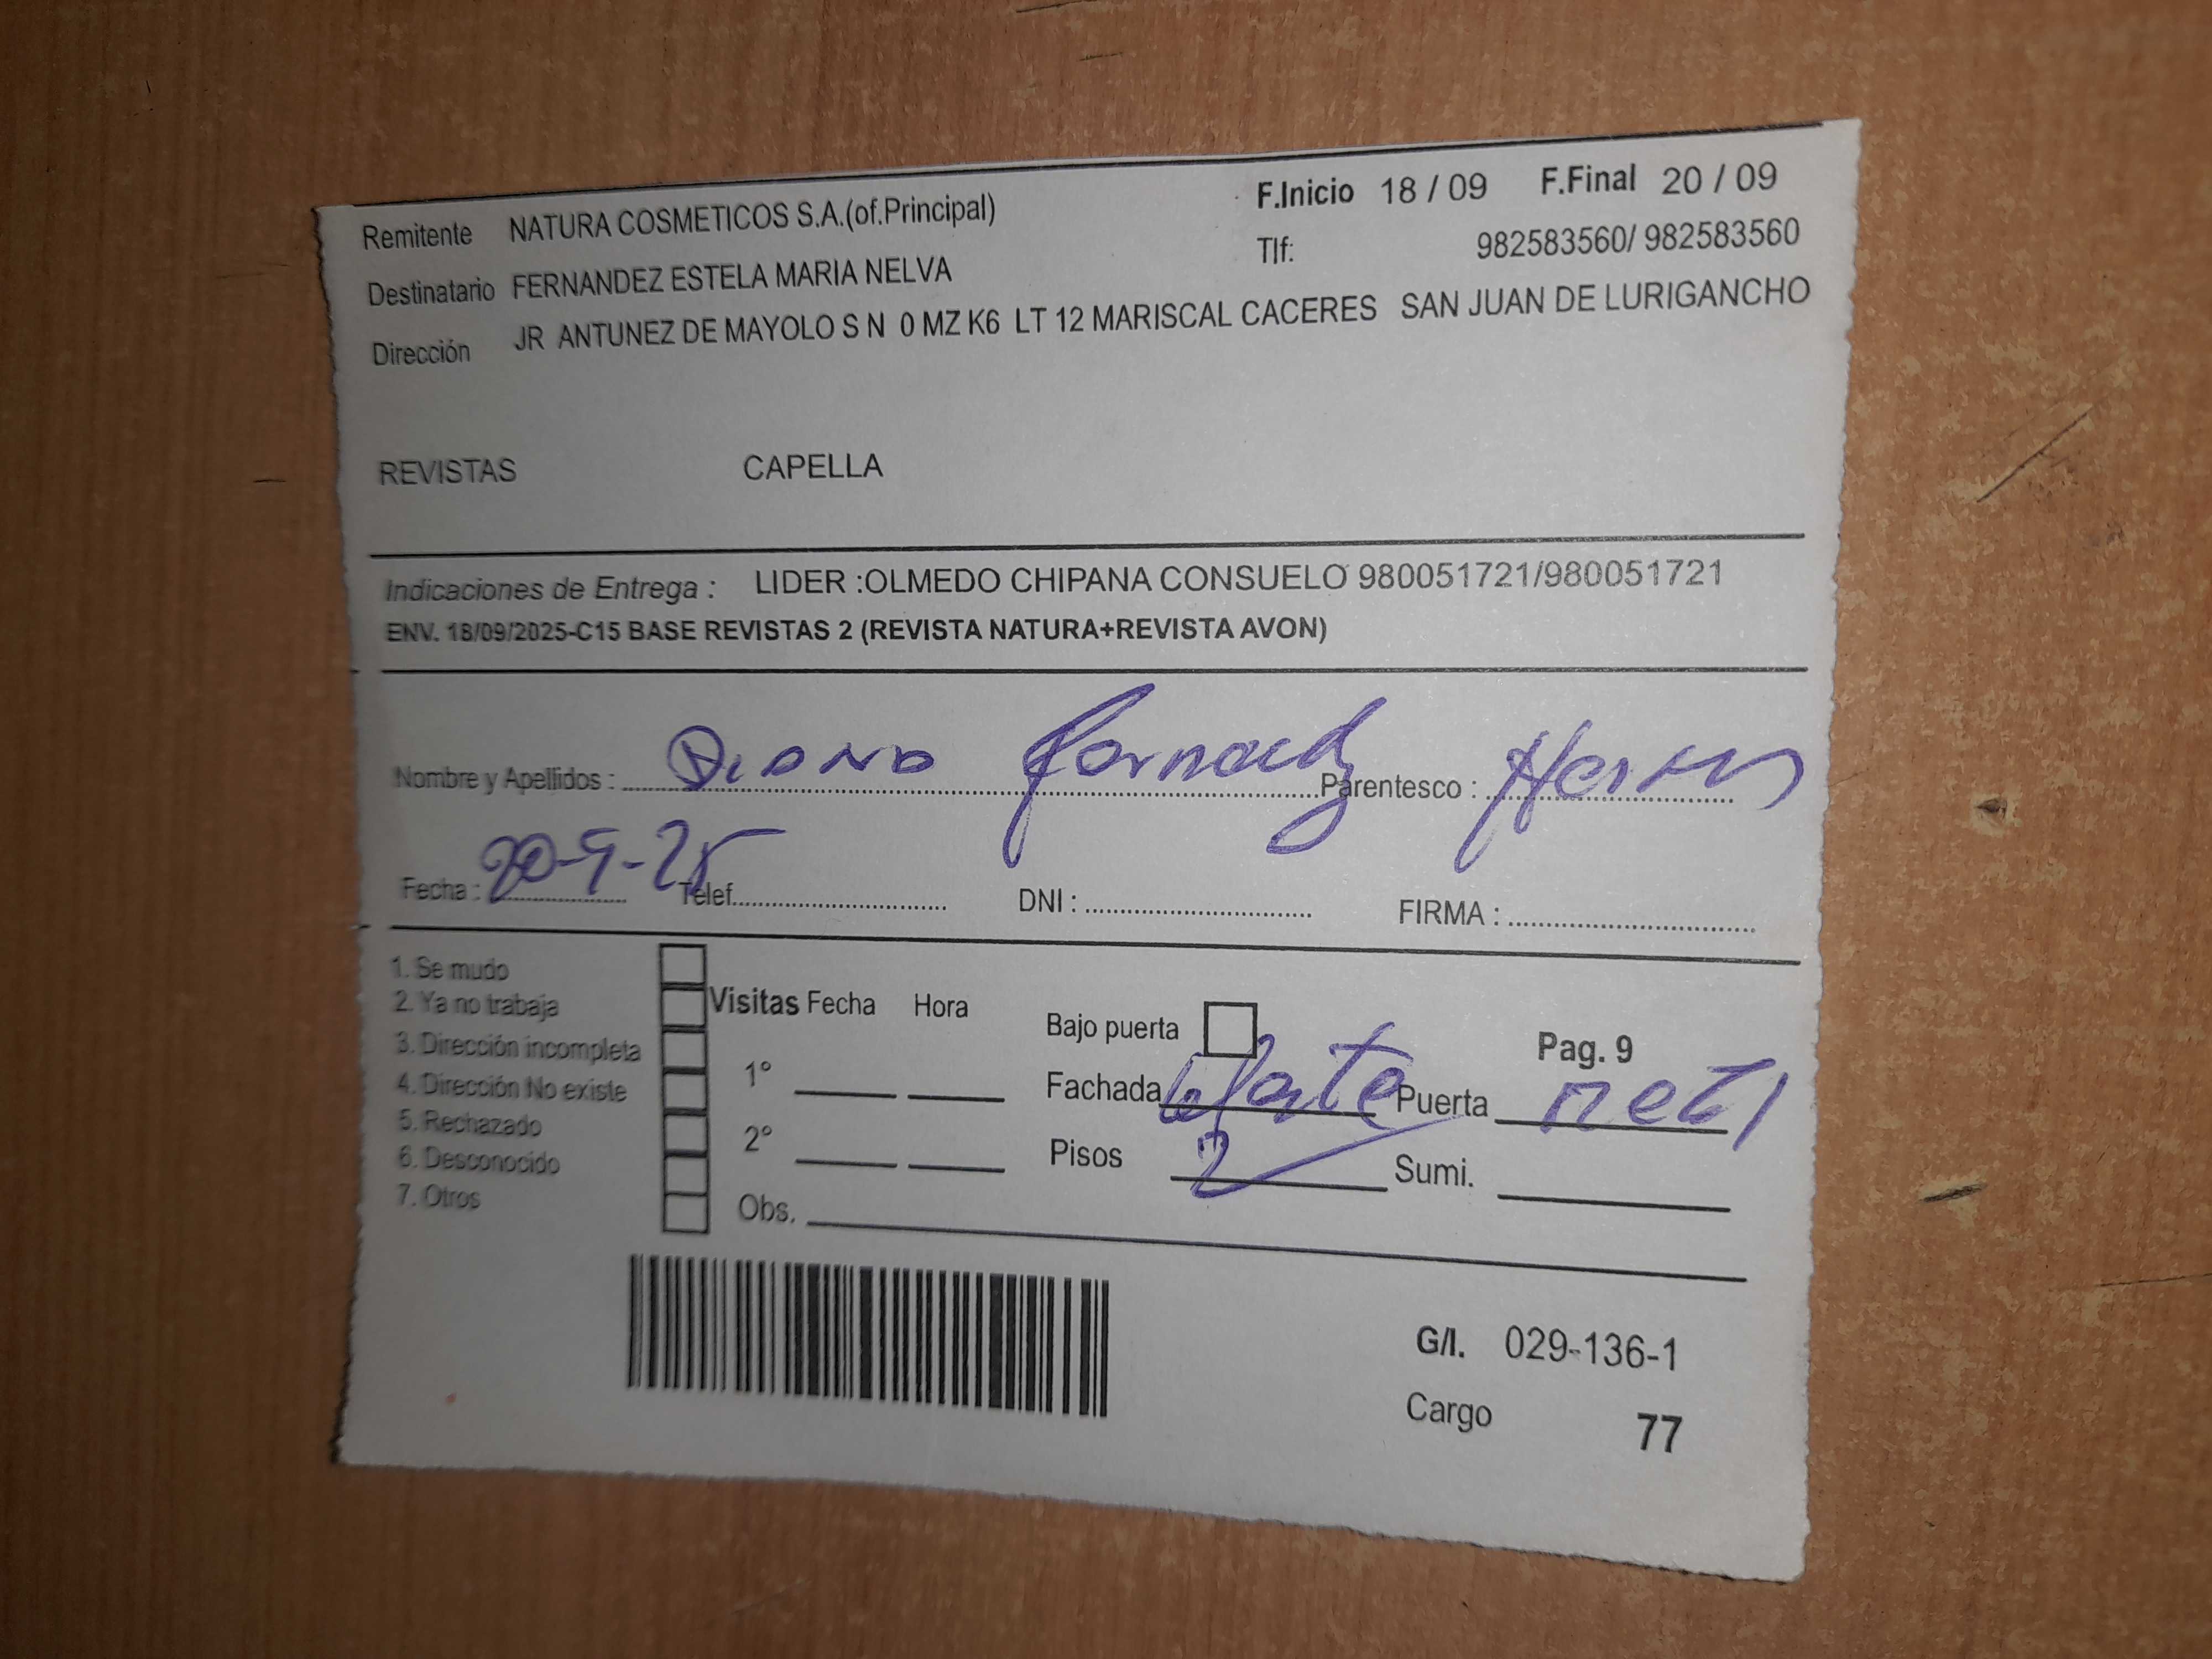 Remitente NATURA COSMETICOS S.A.(of.Principal) F.Inicio 18 / 09 F.Final 20 / 09
Destinatario FERNANDEZ ESTELA MARIA NELVA Tlf: 982583560/ 982583560
Dirección JR ANTUNEZ DE MAYOLO S N 0 MZ K6 LT 12 MARISCAL CACERES SAN JUAN DE LURIGANCHO
REVISTAS CAPELLA
Indicaciones de Entrega : LIDER :OLMEDO CHIPANA CONSUELO 980051721/980051721
ENV. 18/09/2025-C15 BASE REVISTAS 2 (REVISTA NATURA+REVISTA AVON)
Nombre y Apellidos : Diana Parentesco :
Fecha : 20-9-25 Telef. DNI : FIRMA :
1. Se mudo
2. Ya no trabaja Visitas Fecha Hora Bajo puerta
3. Dirección incompleta Pag. 9
4. Dirección No existe 1° Fachada Puerta
5. Rechazado
6. Desconocido 2° Pisos 2 Sumi.
7. Otros Obs.
G/I. 029-136-1
Cargo 77